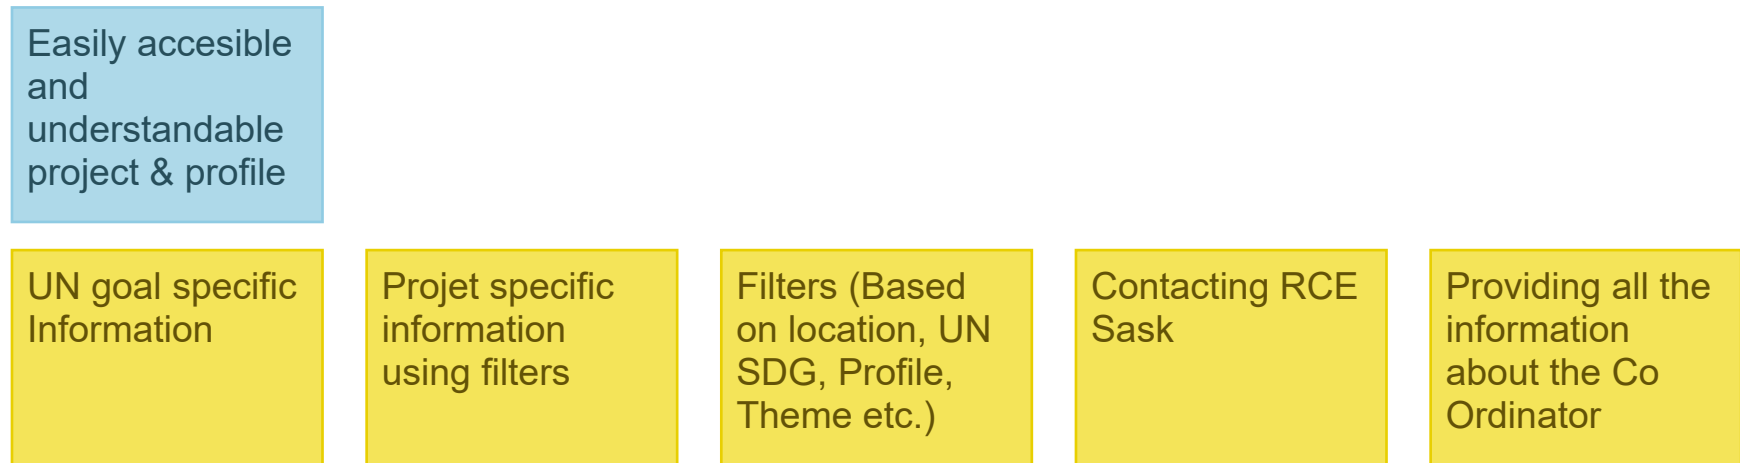 Easily accesible
and
understandable
project & profile
UN goal specific
Information
Projet specific
information
using filters
Filters (Based
on location, UN
SDG, Profile,
Theme etc.)
Contacting RCE
Sask
Providing all the
information
about the Co
Ordinator